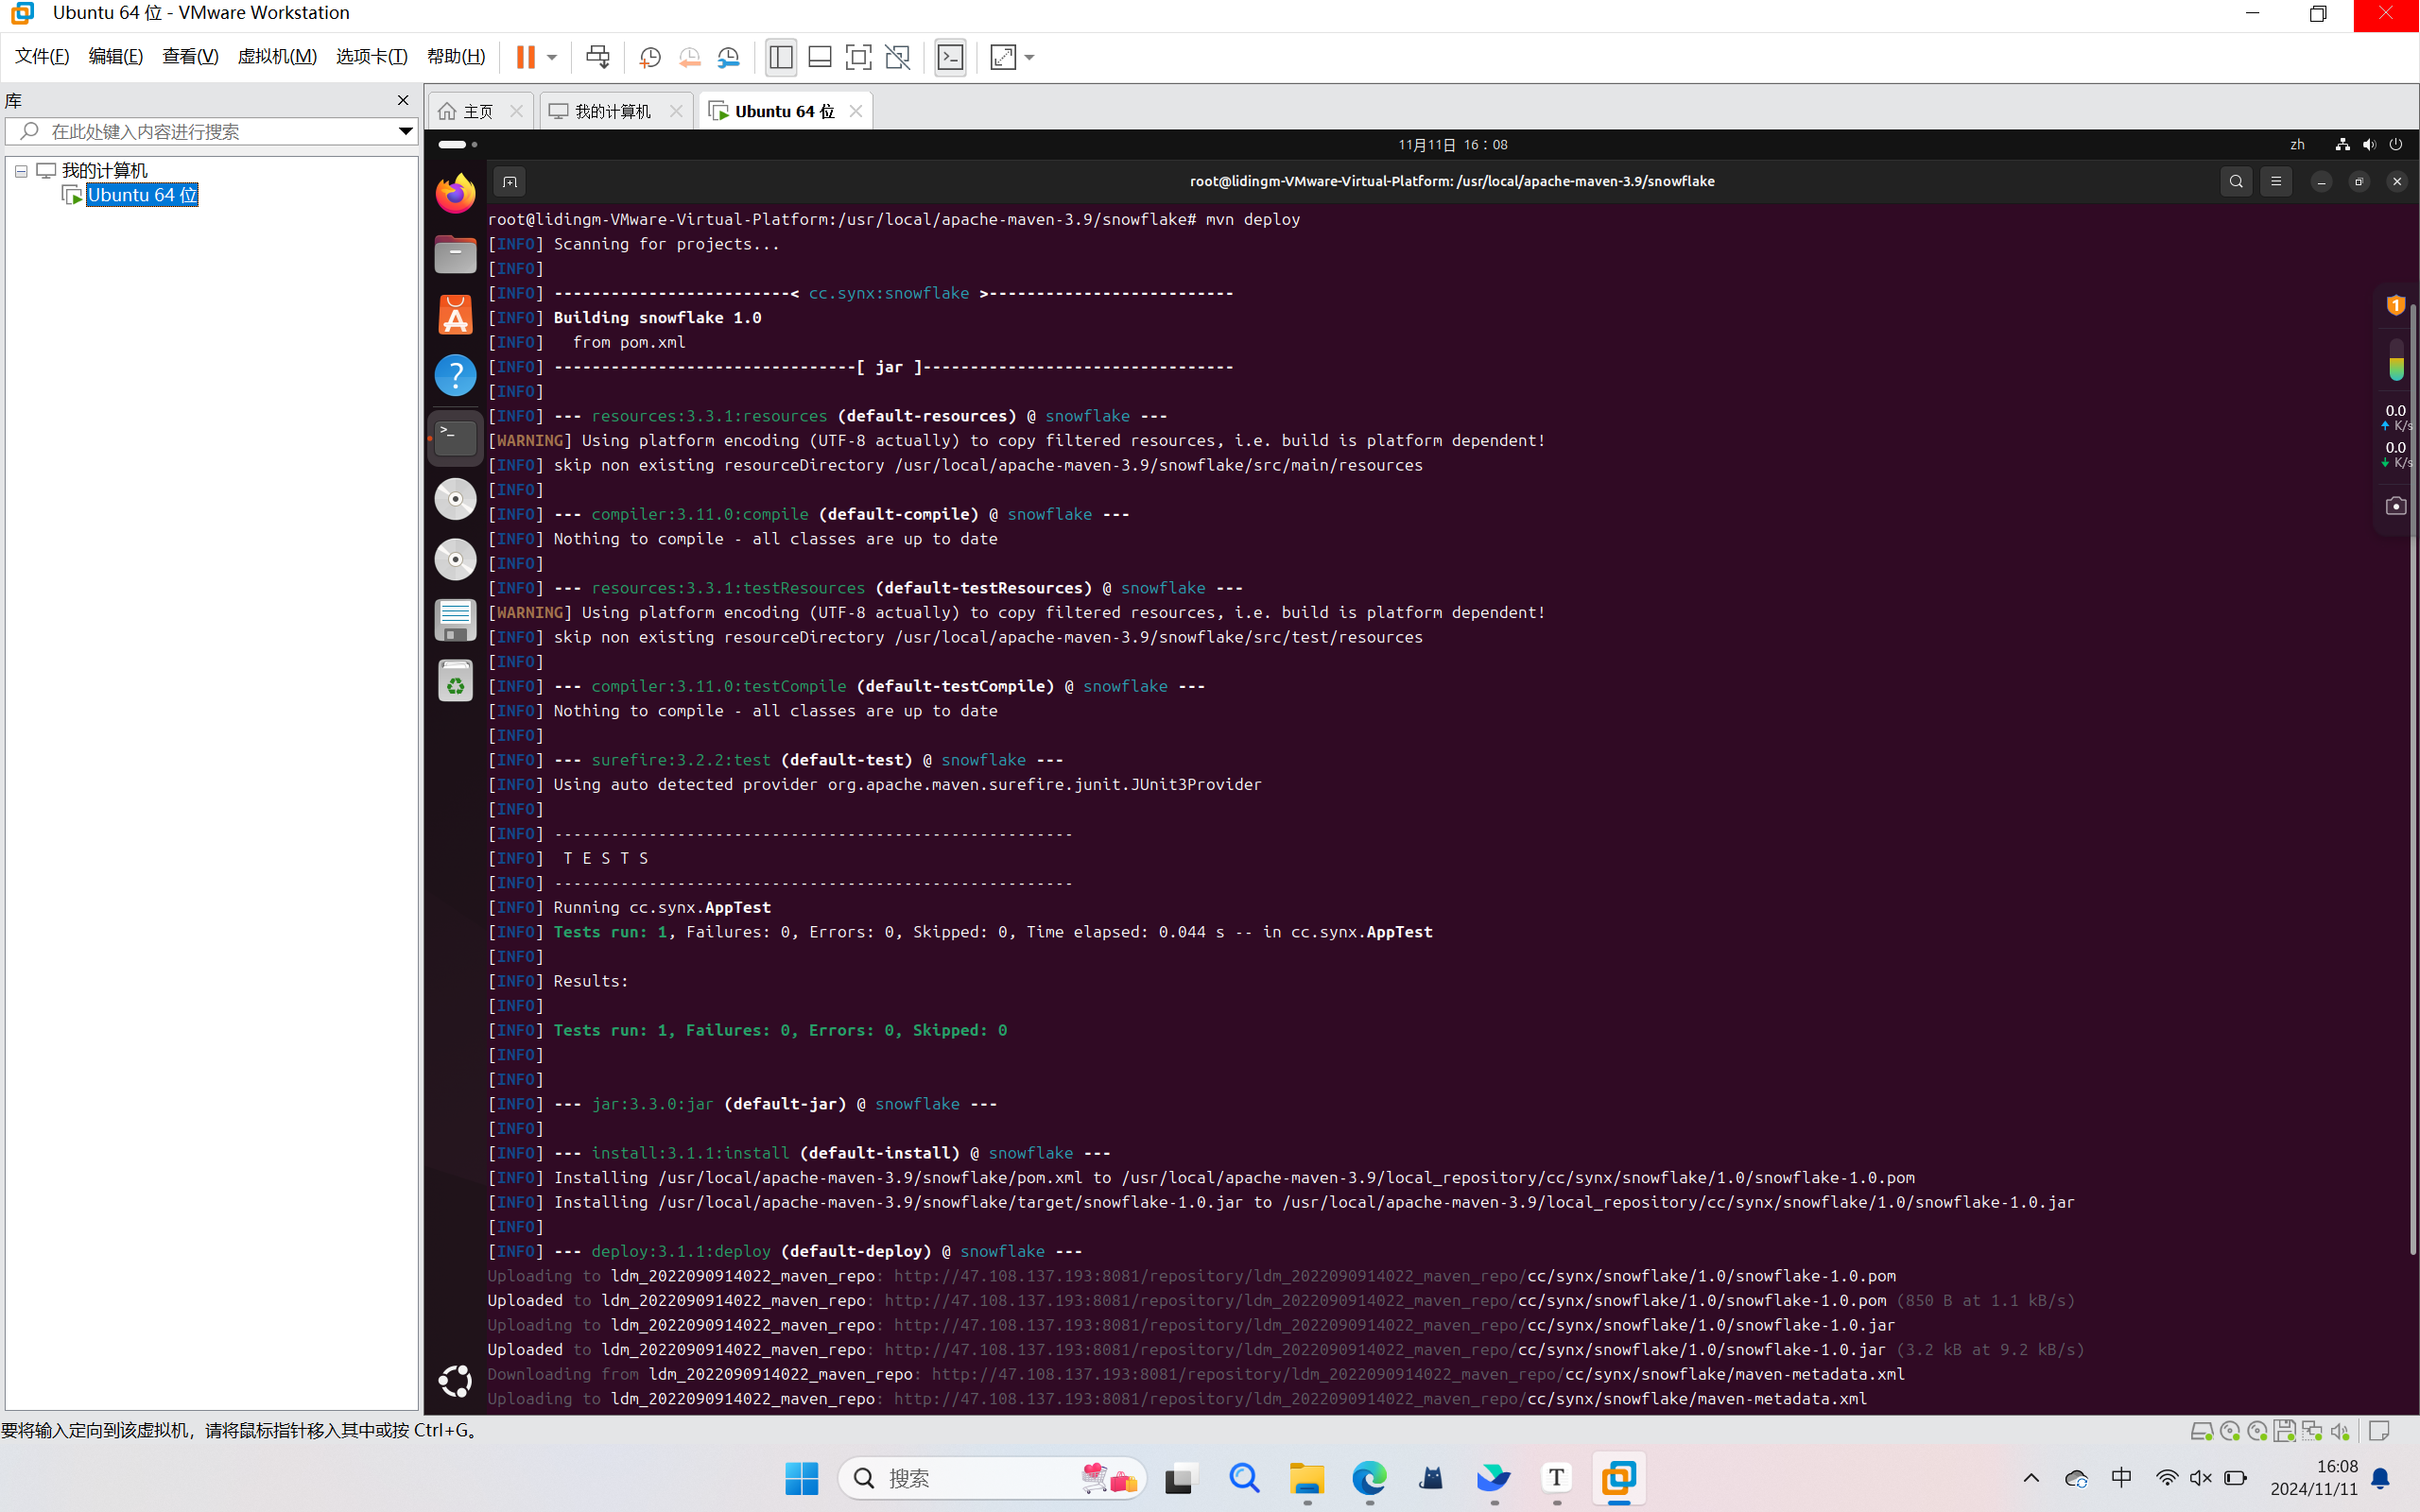 Ubuntu 64 位 - VMware Workstation
文件(F) 编辑(E) 查看(V) 虚拟机(M) 选项卡(T) 帮助(H)
库
在此处键入内容进行搜索
我的计算机
Ubuntu 64 位
主页 我的计算机 Ubuntu 64 位
11月11日 16：08
zh
root@lidingm-VMware-Virtual-Platform: /usr/local/apache-maven-3.9/snowflake
root@lidingm-VMware-Virtual-Platform:/usr/local/apache-maven-3.9/snowflake# mvn deploy
[INFO] Scanning for projects...
[INFO]
[INFO] -------------------------< cc.synx:snowflake >--------------------------
[INFO] Building snowflake 1.0
[INFO]   from pom.xml
[INFO] --------------------------------[ jar ]---------------------------------
[INFO]
[INFO] --- resources:3.3.1:resources (default-resources) @ snowflake ---
[WARNING] Using platform encoding (UTF-8 actually) to copy filtered resources, i.e. build is platform dependent!
[INFO] skip non existing resourceDirectory /usr/local/apache-maven-3.9/snowflake/src/main/resources
[INFO]
[INFO] --- compiler:3.11.0:compile (default-compile) @ snowflake ---
[INFO] Nothing to compile - all classes are up to date
[INFO]
[INFO] --- resources:3.3.1:testResources (default-testResources) @ snowflake ---
[WARNING] Using platform encoding (UTF-8 actually) to copy filtered resources, i.e. build is platform dependent!
[INFO] skip non existing resourceDirectory /usr/local/apache-maven-3.9/snowflake/src/test/resources
[INFO]
[INFO] --- compiler:3.11.0:testCompile (default-testCompile) @ snowflake ---
[INFO] Nothing to compile - all classes are up to date
[INFO]
[INFO] --- surefire:3.2.2:test (default-test) @ snowflake ---
[INFO] Using auto detected provider org.apache.maven.surefire.junit.JUnit3Provider
[INFO]
[INFO] -------------------------------------------------------
[INFO]  T E S T S
[INFO] -------------------------------------------------------
[INFO] Running cc.synx.AppTest
[INFO] Tests run: 1, Failures: 0, Errors: 0, Skipped: 0, Time elapsed: 0.044 s -- in cc.synx.AppTest
[INFO]
[INFO] Results:
[INFO]
[INFO] Tests run: 1, Failures: 0, Errors: 0, Skipped: 0
[INFO]
[INFO]
[INFO] --- jar:3.3.0:jar (default-jar) @ snowflake ---
[INFO]
[INFO] --- install:3.1.1:install (default-install) @ snowflake ---
[INFO] Installing /usr/local/apache-maven-3.9/snowflake/pom.xml to /usr/local/apache-maven-3.9/local_repository/cc/synx/snowflake/1.0/snowflake-1.0.pom
[INFO] Installing /usr/local/apache-maven-3.9/snowflake/target/snowflake-1.0.jar to /usr/local/apache-maven-3.9/local_repository/cc/synx/snowflake/1.0/snowflake-1.0.jar
[INFO]
[INFO] --- deploy:3.1.1:deploy (default-deploy) @ snowflake ---
Uploading to ldm_2022090914022_maven_repo: http://47.108.137.193:8081/repository/ldm_2022090914022_maven_repo/cc/synx/snowflake/1.0/snowflake-1.0.pom
Uploaded to ldm_2022090914022_maven_repo: http://47.108.137.193:8081/repository/ldm_2022090914022_maven_repo/cc/synx/snowflake/1.0/snowflake-1.0.pom (850 B at 1.1 kB/s)
Uploading to ldm_2022090914022_maven_repo: http://47.108.137.193:8081/repository/ldm_2022090914022_maven_repo/cc/synx/snowflake/1.0/snowflake-1.0.jar
Uploaded to ldm_2022090914022_maven_repo: http://47.108.137.193:8081/repository/ldm_2022090914022_maven_repo/cc/synx/snowflake/1.0/snowflake-1.0.jar (3.2 kB at 9.2 kB/s)
Downloading from ldm_2022090914022_maven_repo: http://47.108.137.193:8081/repository/ldm_2022090914022_maven_repo/cc/synx/snowflake/maven-metadata.xml
Uploading to ldm_2022090914022_maven_repo: http://47.108.137.193:8081/repository/ldm_2022090914022_maven_repo/cc/synx/snowflake/maven-metadata.xml
1
0.0
K/s
0.0
K/s
要将输入定向到该虚拟机，请将鼠标指针移入其中或按 Ctrl+G。
搜索
T
中
16:08
2024/11/11